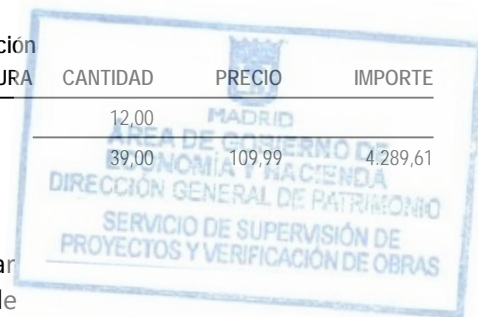 ción
URA CANTIDAD PRECIO IMPORTE
12,00
39,00 109,99 4.289,61
MADRID
ÁREA DE GOBIERNO DE
ECONOMÍA Y HACIENDA
DIRECCIÓN GENERAL DE PATRIMONIO
SERVICIO DE SUPERVISIÓN DE
PROYECTOS Y VERIFICACIÓN DE OBRAS
ar
de